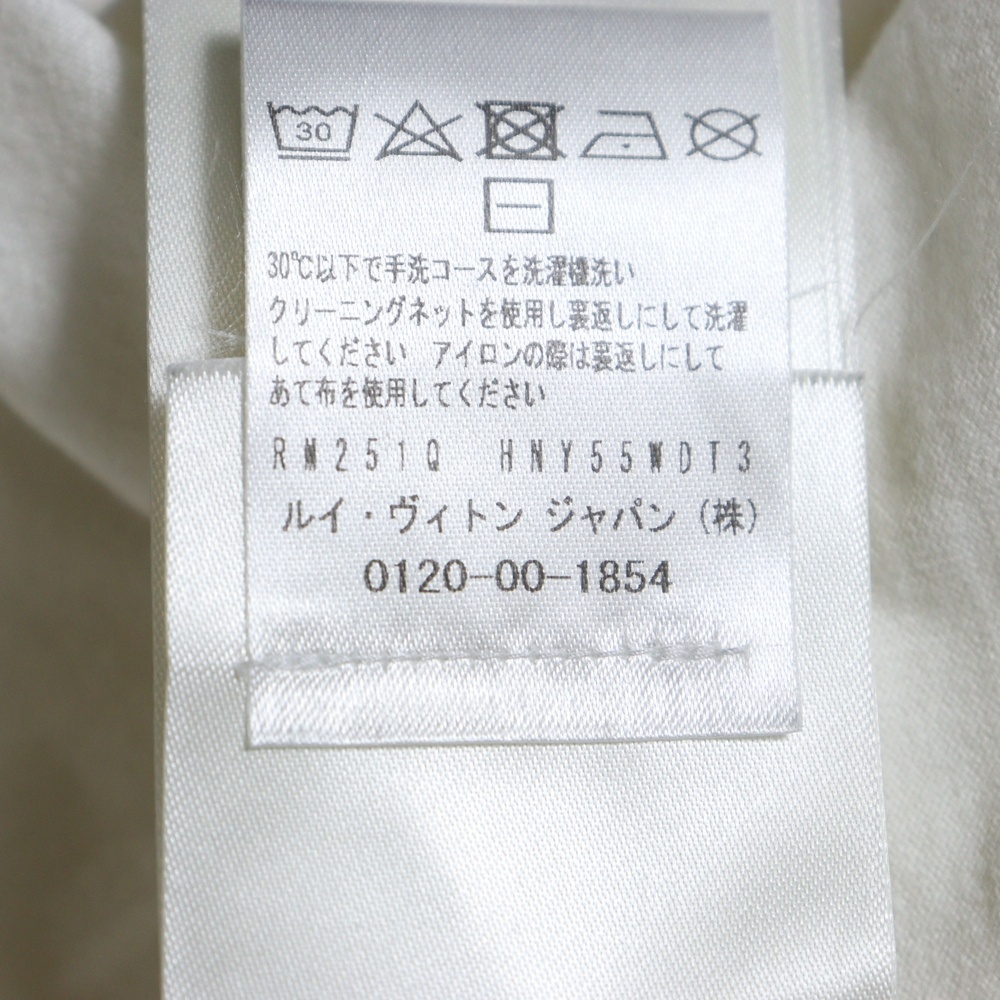 30
30℃以下で手洗コースを洗濯機洗い
クリーニングネットを使用し裏返しにして洗濯
してください アイロンの際は裏返しにして
あて布を使用してください
RM251Q HNY55WDT3
ルイ・ヴィトン ジャパン (株)
0120-00-1854